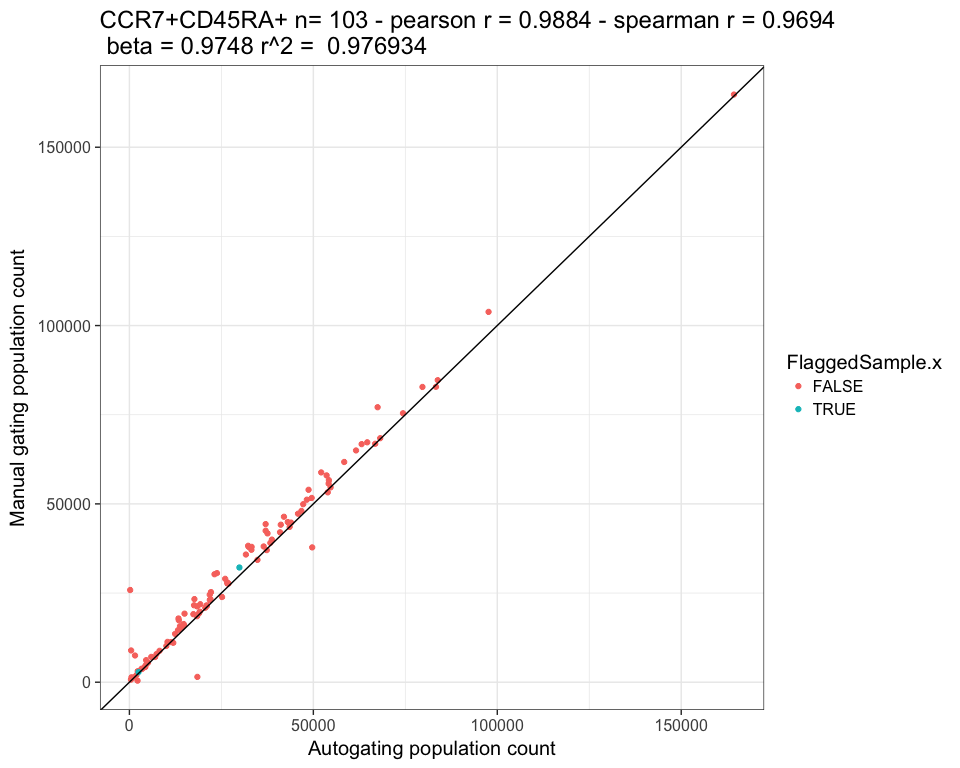 CCR7+CD45RA+ n= 103 - pearson r = 0.9884 - spearman r = 0.9694
beta = 0.9748 r^2 =  0.976934
Manual gating population count
150000
100000
50000
0
0 50000 100000 150000
Autogating population count
FlaggedSample.x
FALSE
TRUE